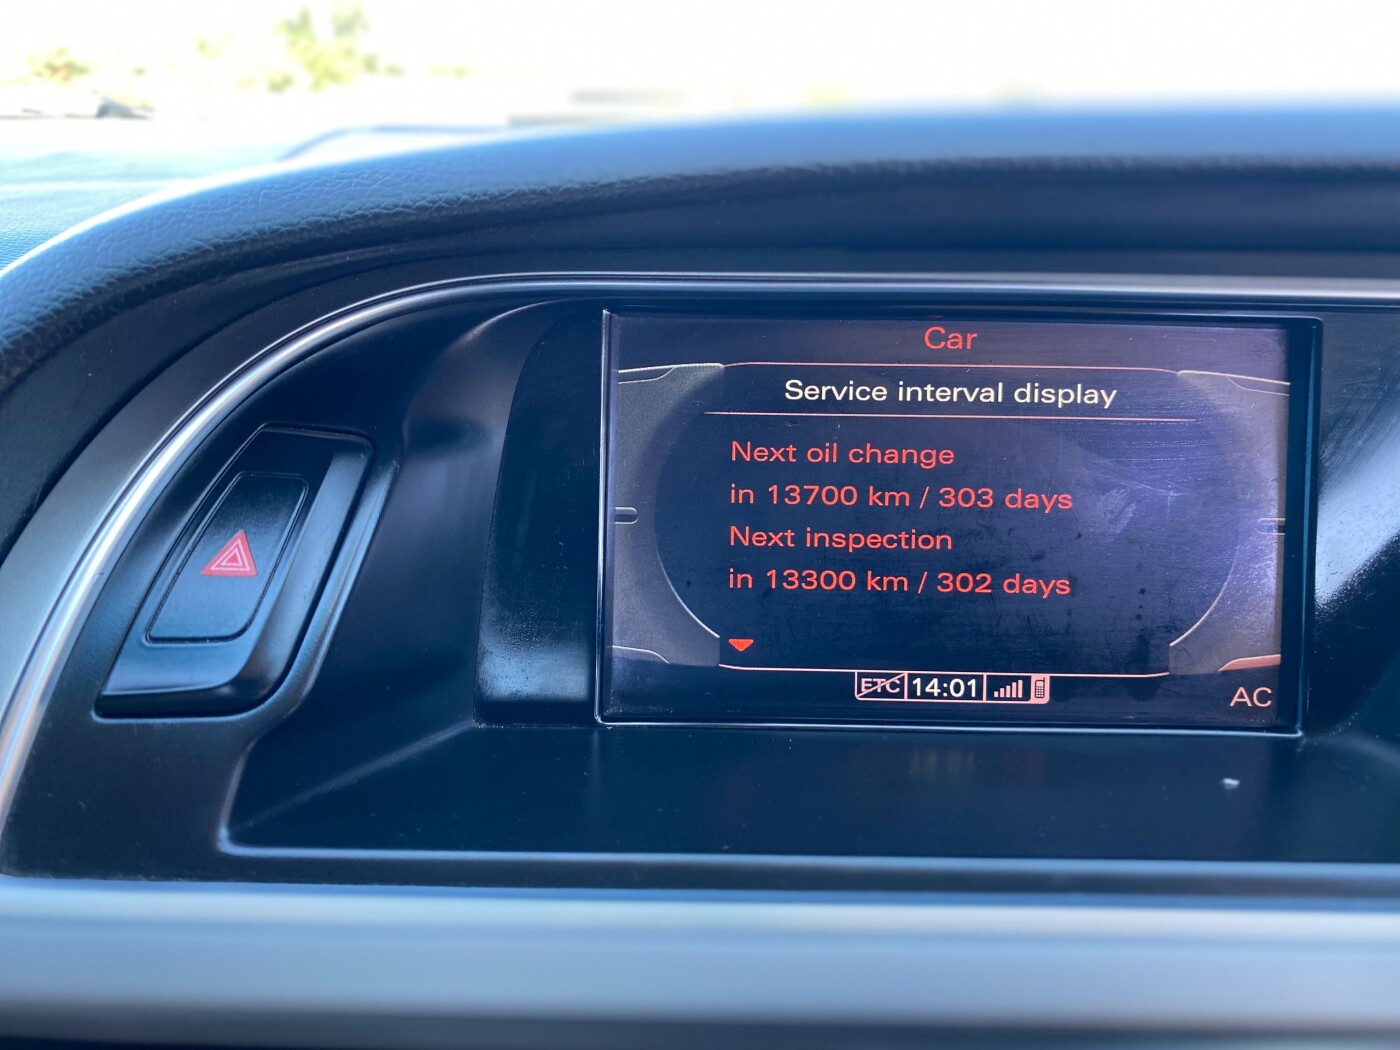 Car
Service interval display
Next oil change
in 13700 km / 303 days
Next inspection
in 13300 km / 302 days
ETC 14:01
AC